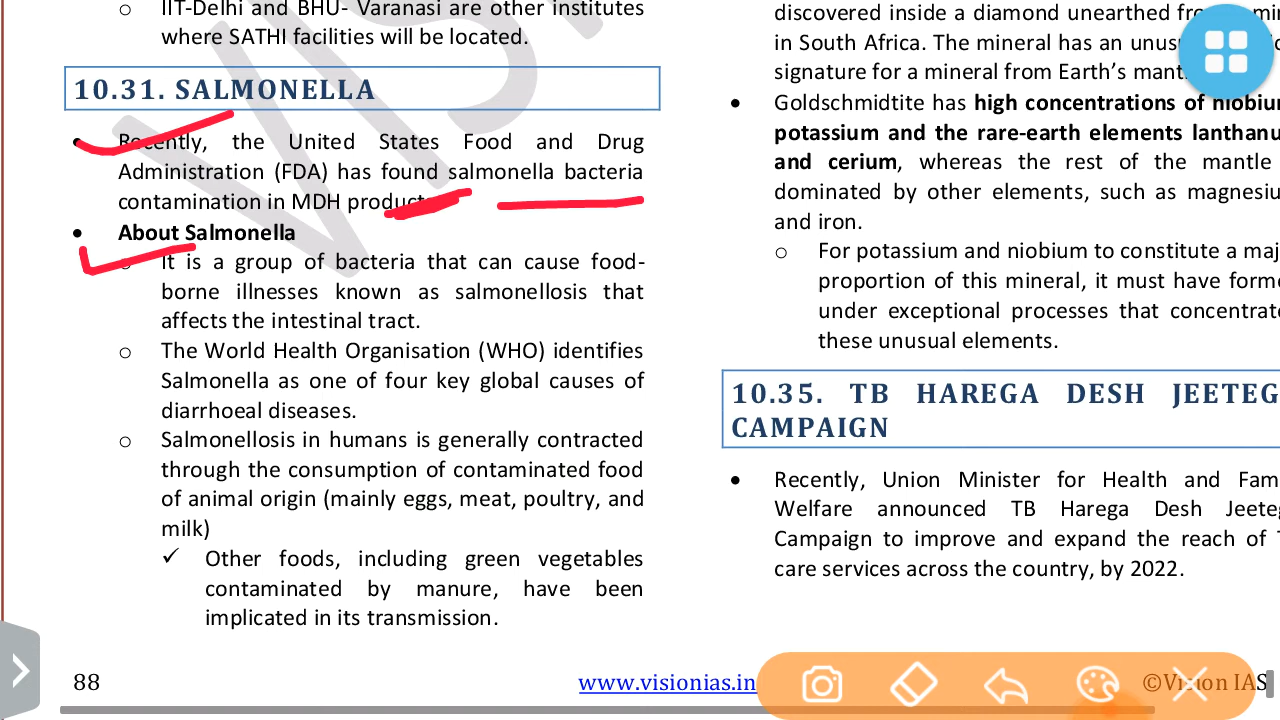 o IIT-Delhi and BHU- Varanasi are other institutes
where SATHI facilities will be located.
10.31. SALMONELLA
• Recently, the United States Food and Drug
Administration (FDA) has found salmonella bacteria
contamination in MDH products.
• About Salmonella
o It is a group of bacteria that can cause food-
borne illnesses known as salmonellosis that
affects the intestinal tract.
o The World Health Organisation (WHO) identifies
Salmonella as one of four key global causes of
diarrhoeal diseases.
o Salmonellosis in humans is generally contracted
through the consumption of contaminated food
of animal origin (mainly eggs, meat, poultry, and
milk)
✓ Other foods, including green vegetables
contaminated by manure, have been
implicated in its transmission.
discovered inside a diamond unearthed
in South Africa. The mineral has an
signature for a mineral from Earth's
• Goldschmidtite has high concentrations of niobium
potassium and the rare-earth elements
and cerium, whereas the rest of the mantle
dominated by other elements, such as
and iron.
o For potassium and niobium to constitute a
proportion of this mineral, it must have
under exceptional processes that
these unusual elements.
10.35. TB HAREGA DESH
CAMPAIGN
• Recently, Union Minister for Health and
Welfare announced TB Harega Desh
Campaign to improve and expand the reach of
care services across the country, by 2022.
88 www.visionias.in ©Vision IAS